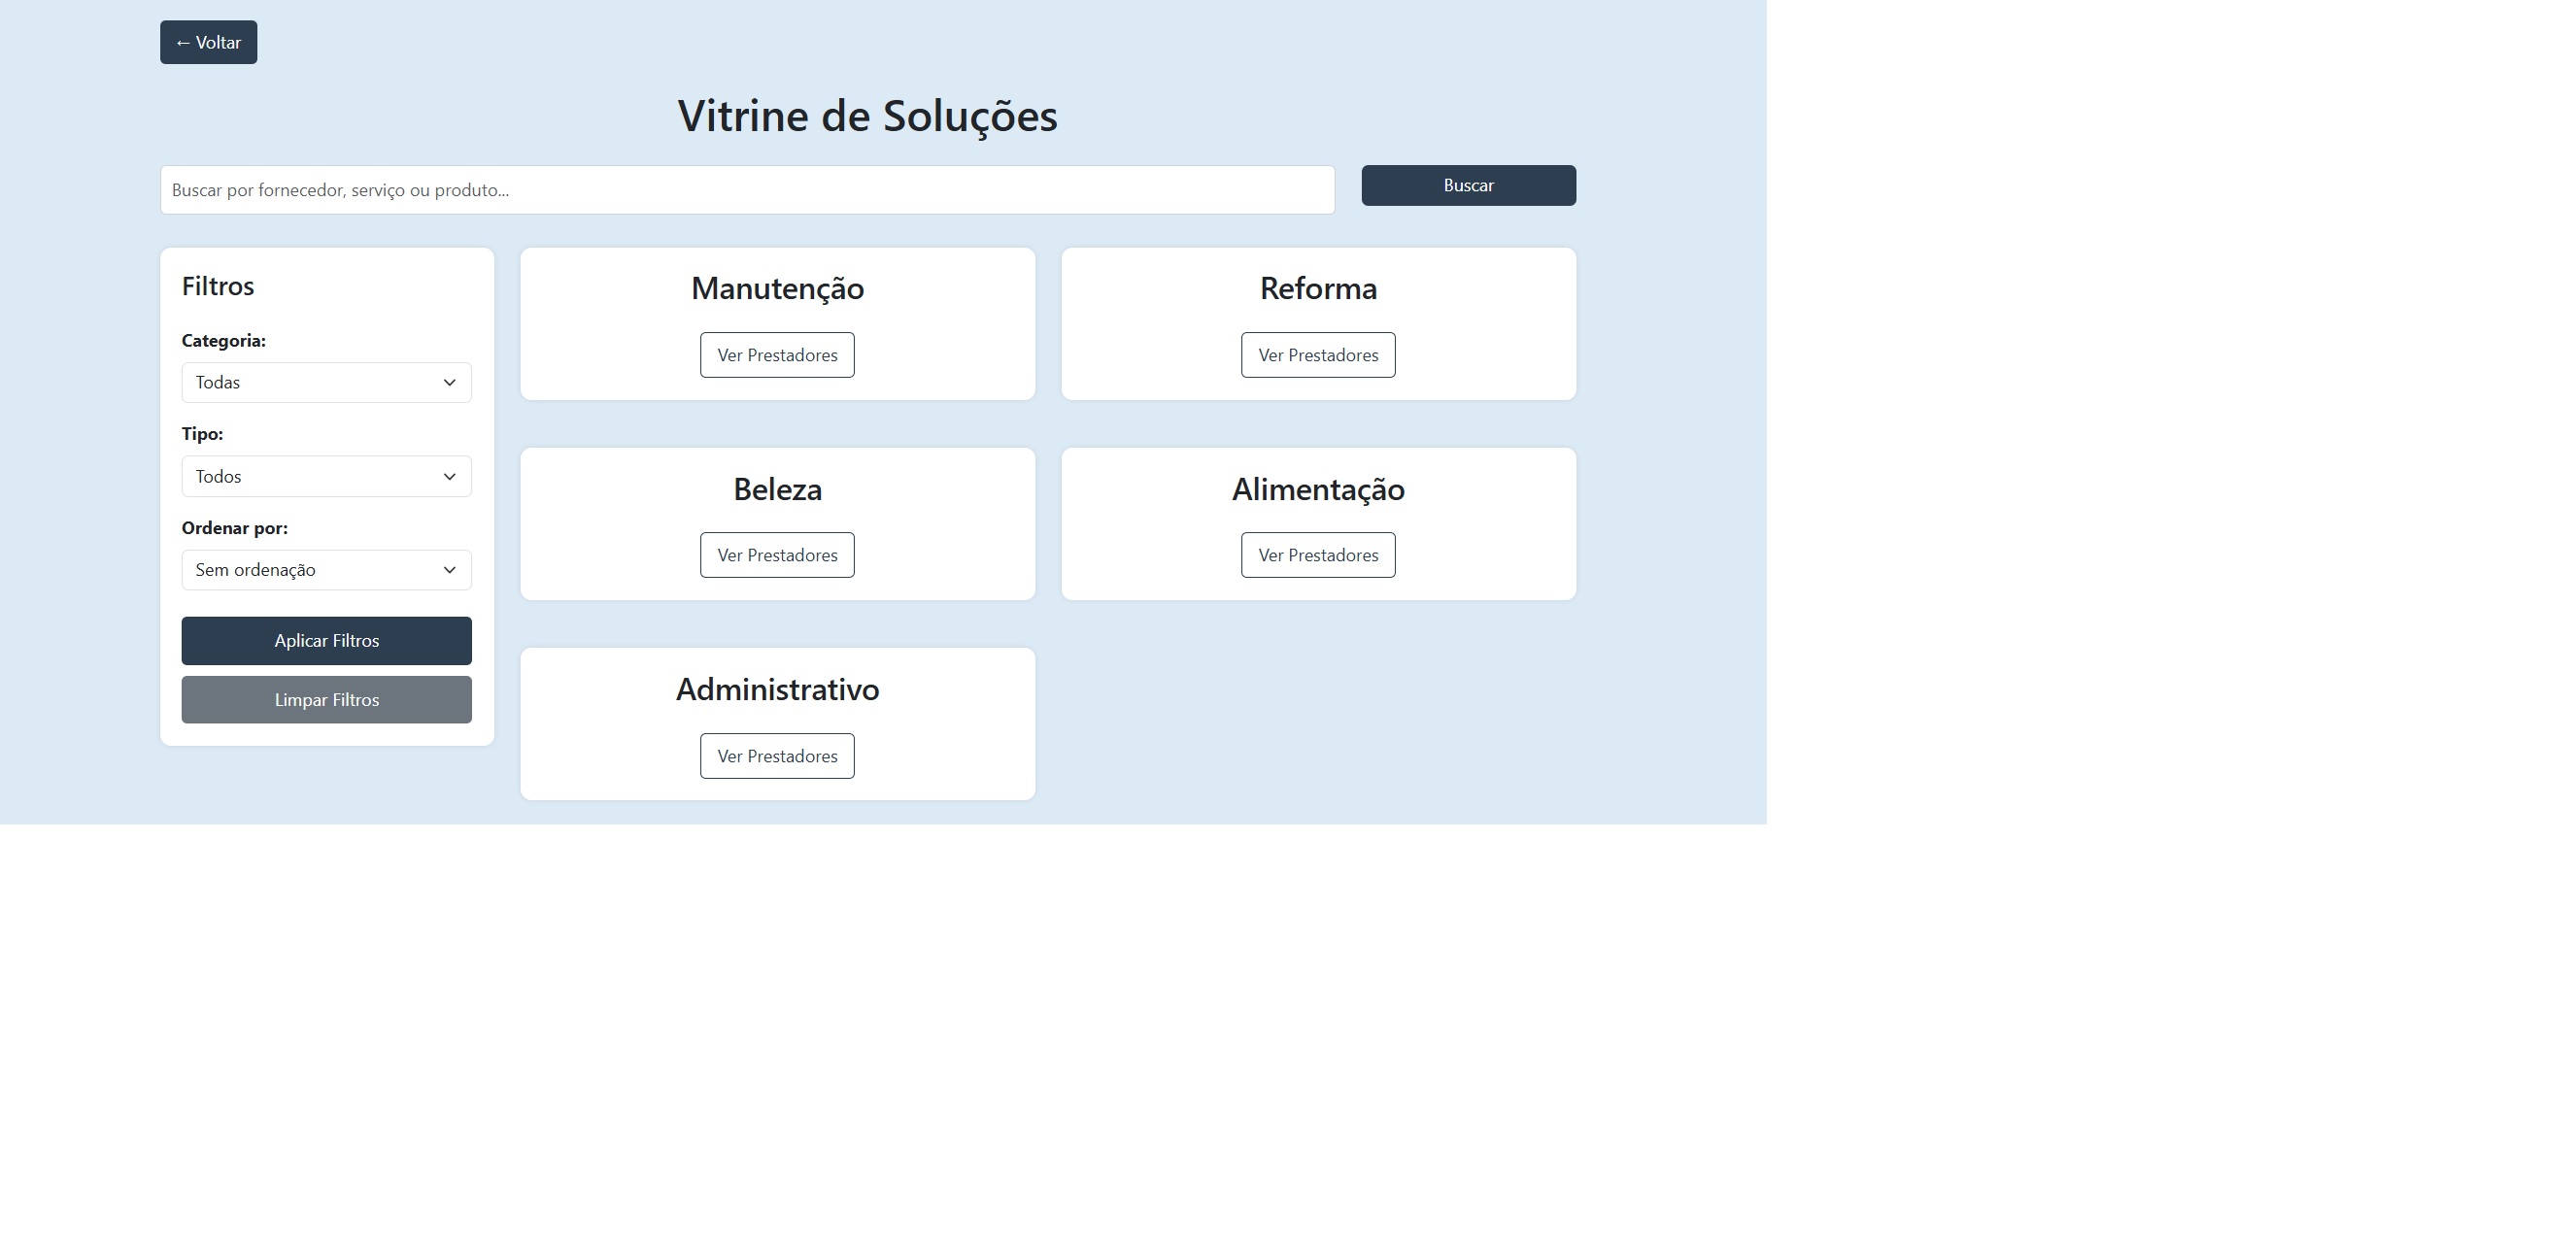 ← Voltar
Vitrine de Soluções
Buscar por fornecedor, serviço ou produto...
Buscar
Filtros
Categoria:
Todas
Tipo:
Todos
Ordenar por:
Sem ordenação
Aplicar Filtros
Limpar Filtros
Manutenção
Ver Prestadores
Reforma
Ver Prestadores
Beleza
Ver Prestadores
Alimentação
Ver Prestadores
Administrativo
Ver Prestadores